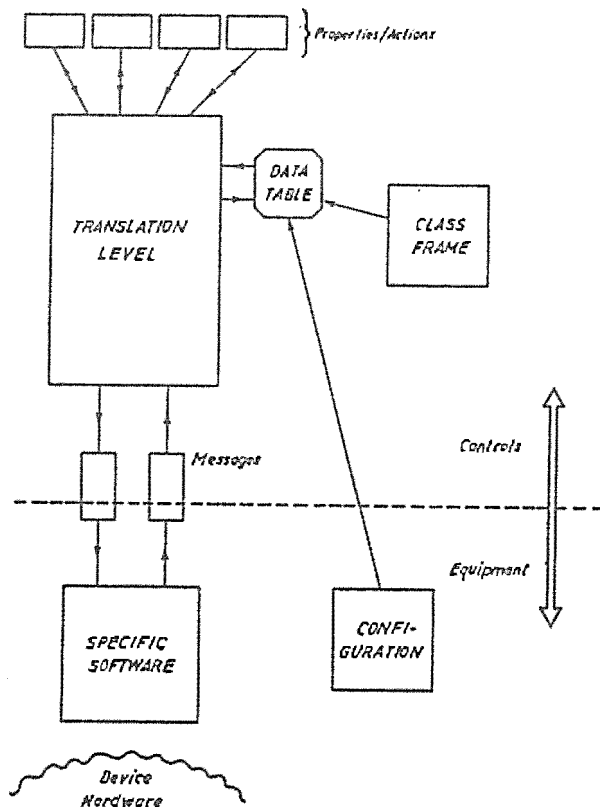 Properties/Actions
DATA
TABLE
TRANSLATION
LEVEL
CLASS
FRAME
Messages
Controls
Equipment
SPECIFIC
SOFTWARE
CONFI-
GURATION
Device
Hardware